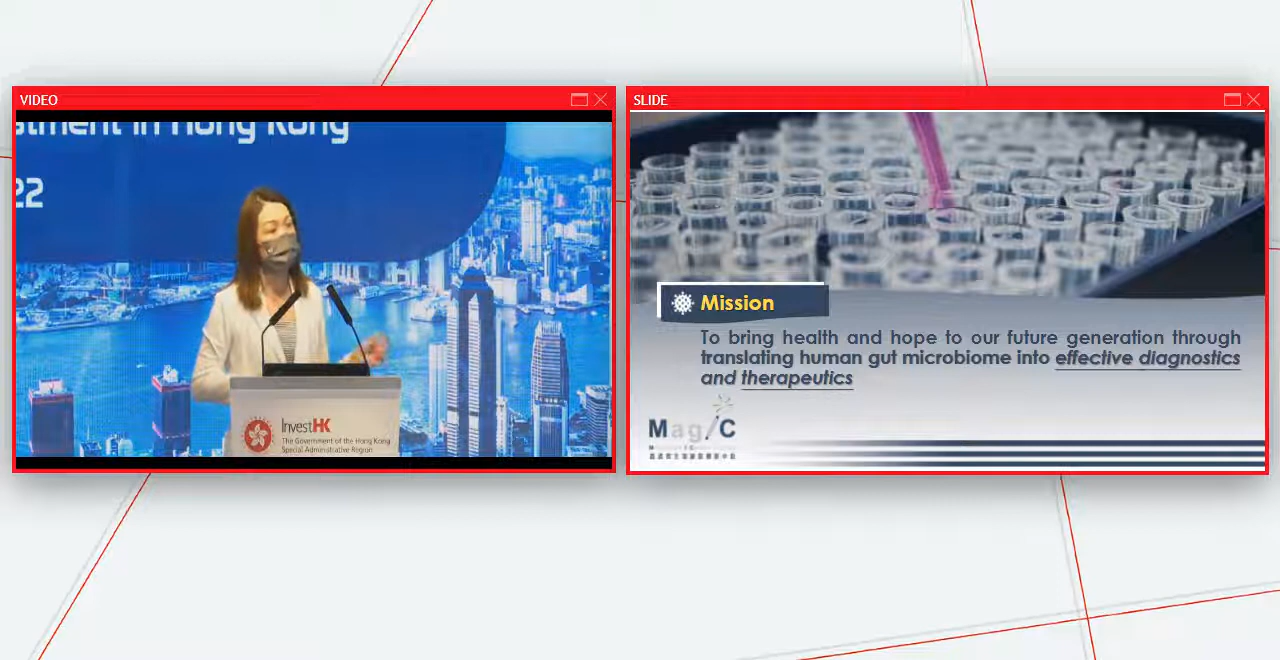 VIDEO
SLIDE
stment in Hong Kong
22
InvestHK
The Government of the Hong Kong
Special Administrative Region
Mission
To bring health and hope to our future generation through
translating human gut microbiome into effective diagnostics
and therapeutics
MagIC